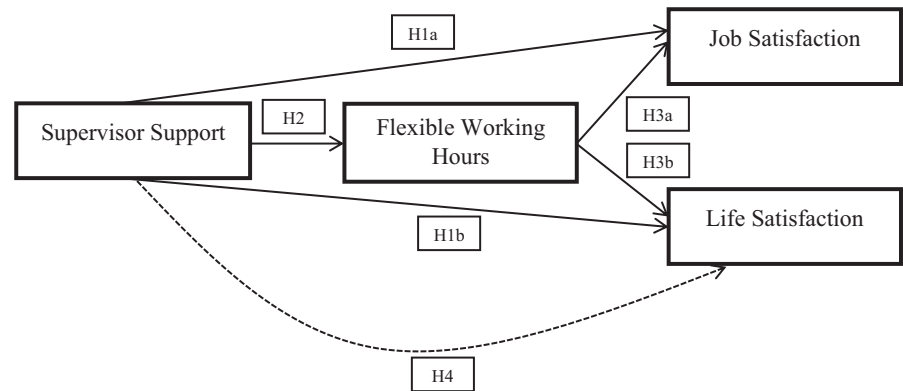 H1a
Job Satisfaction
Supervisor Support
H2
Flexible Working
Hours
H3a
H3b
Life Satisfaction
H1b
H4